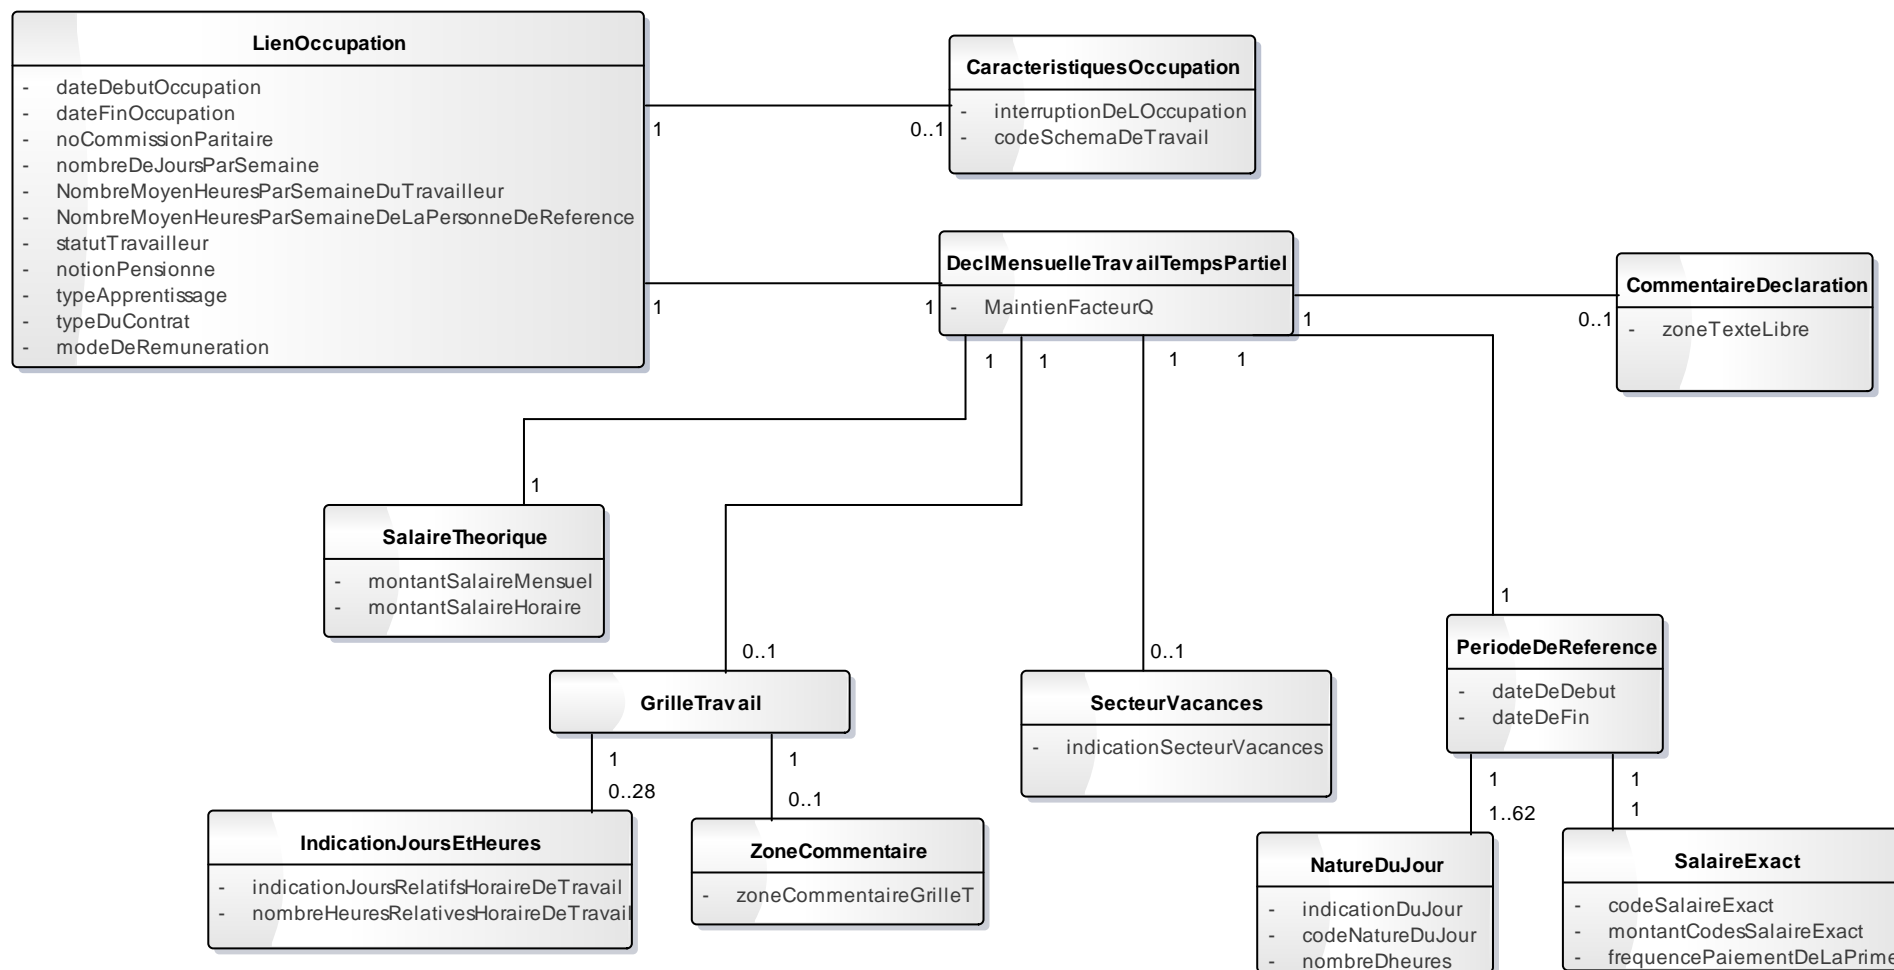 LienOccupation
- dateDebutOccupation
- dateFinOccupation
- noCommissionParitaire
- nombreDeJoursParSemaine
- NombreMoyenHeuresParSemaineDuTravailleur
- NombreMoyenHeuresParSemaineDeLaPersonneDeReference
- statutTravailleur
- notionPensionne
- typeApprentissage
- typeDuContrat
- modeDeRemuneration
1
0..1
CaracteristiquesOccupation
- interruptionDeLOccupation
- codeSchemaDeTravail
1
1
DeclMensuelleTravailTempsPartiel
- MaintienFacteurQ
1
0..1
CommentaireDeclaration
- zoneTexteLibre
1
1
1
1
1
SalaireTheorique
- montantSalaireMensuel
- montantSalaireHoraire
0..1
GrilleTravail
0..1
SecteurVacances
- indicationSecteurVacances
1
PeriodeDeReference
- dateDeDebut
- dateDeFin
1
0..28
1
0..1
IndicationJoursEtHeures
- indicationJoursRelatifsHoraireDeTravail
- nombreHeuresRelativesHoraireDeTravail
ZoneCommentaire
- zoneCommentaireGrilleT
1
1..62
1
1
NatureDuJour
- indicationDuJour
- codeNatureDuJour
- nombreDheures
SalaireExact
- codeSalaireExact
- montantCodesSalaireExact
- frequencePaiementDeLaPrime